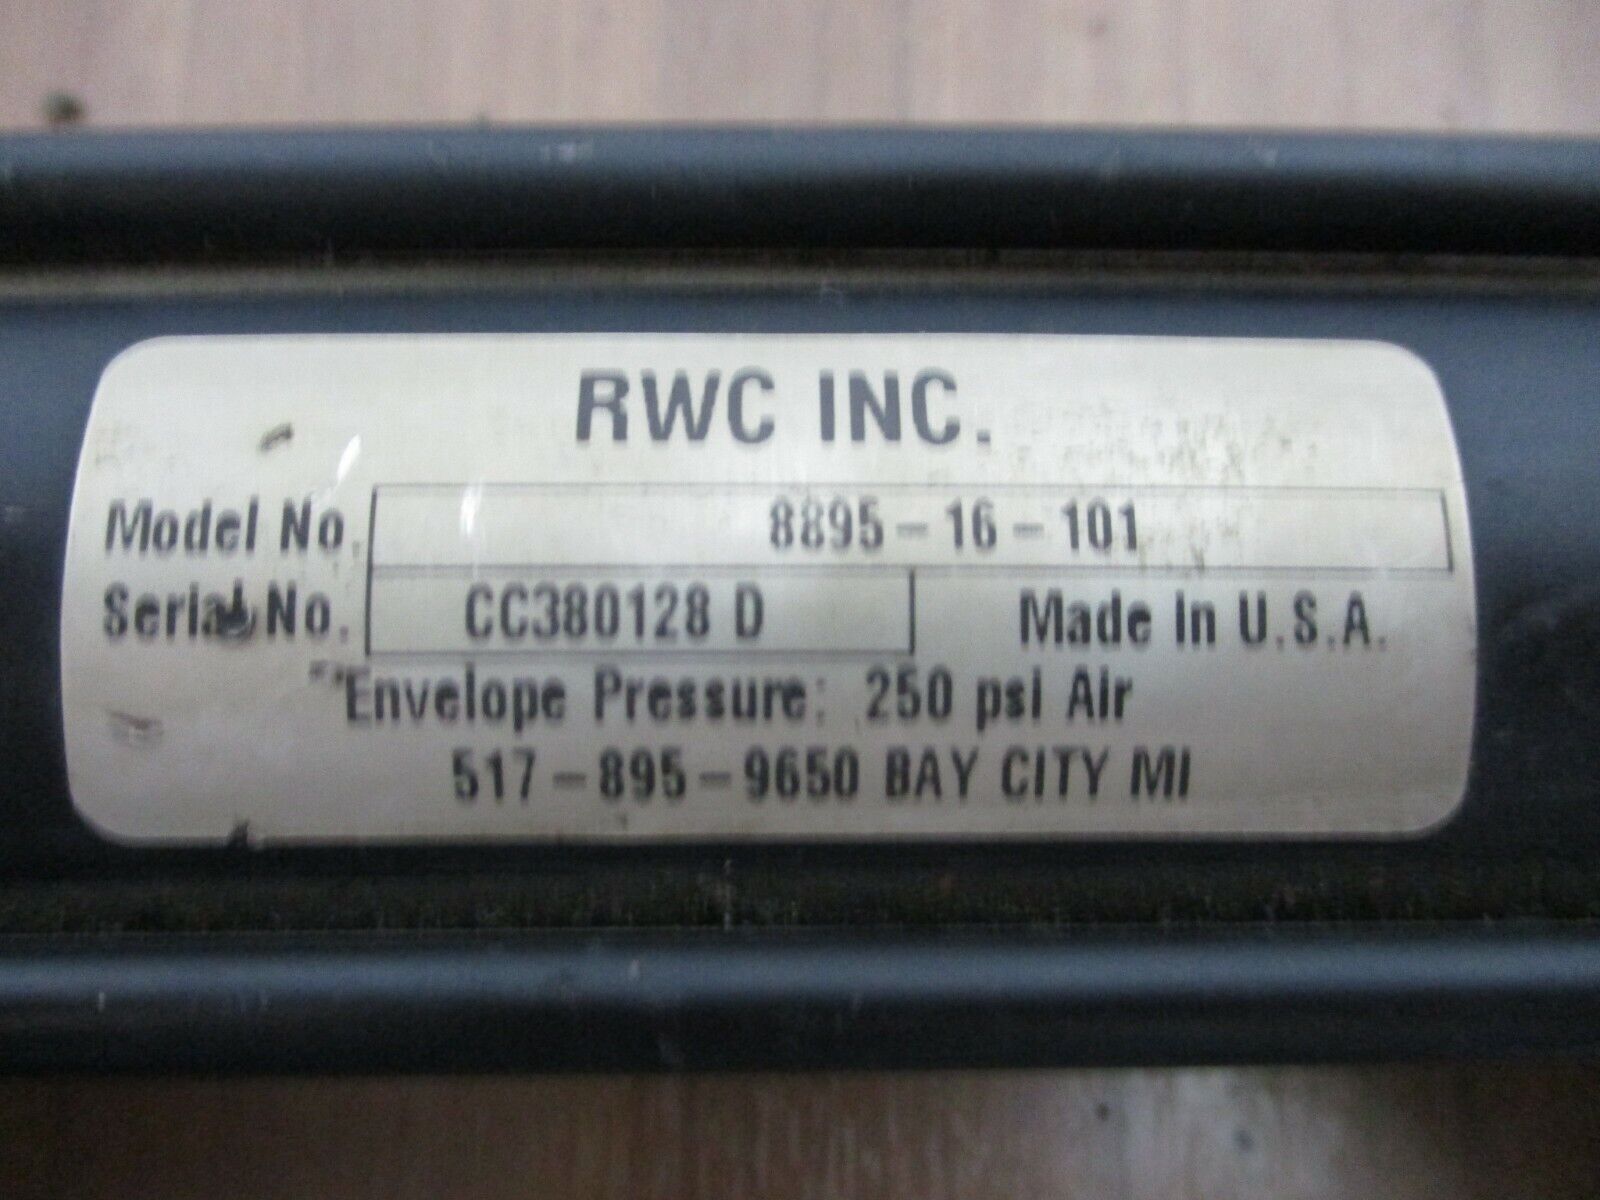 RWC INC.
Model No. 8895-16-101
Serial No. CC380128 D Made In U.S.A.
Envelope Pressure: 250 psi Air
517-895-9650 BAY CITY MI